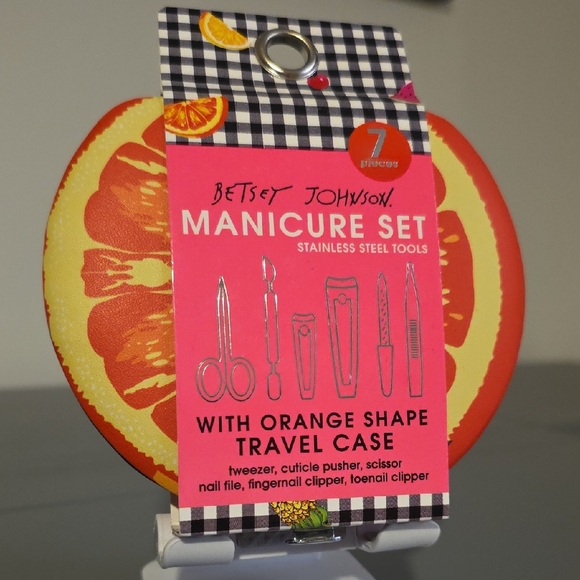 7
pieces
BETSEY JOHNSON.
MANICURE SET
STAINLESS STEEL TOOLS
WITH ORANGE SHAPE
TRAVEL CASE
tweezer, cuticle pusher, scissor
nail file, fingernail clipper, toenail clipper